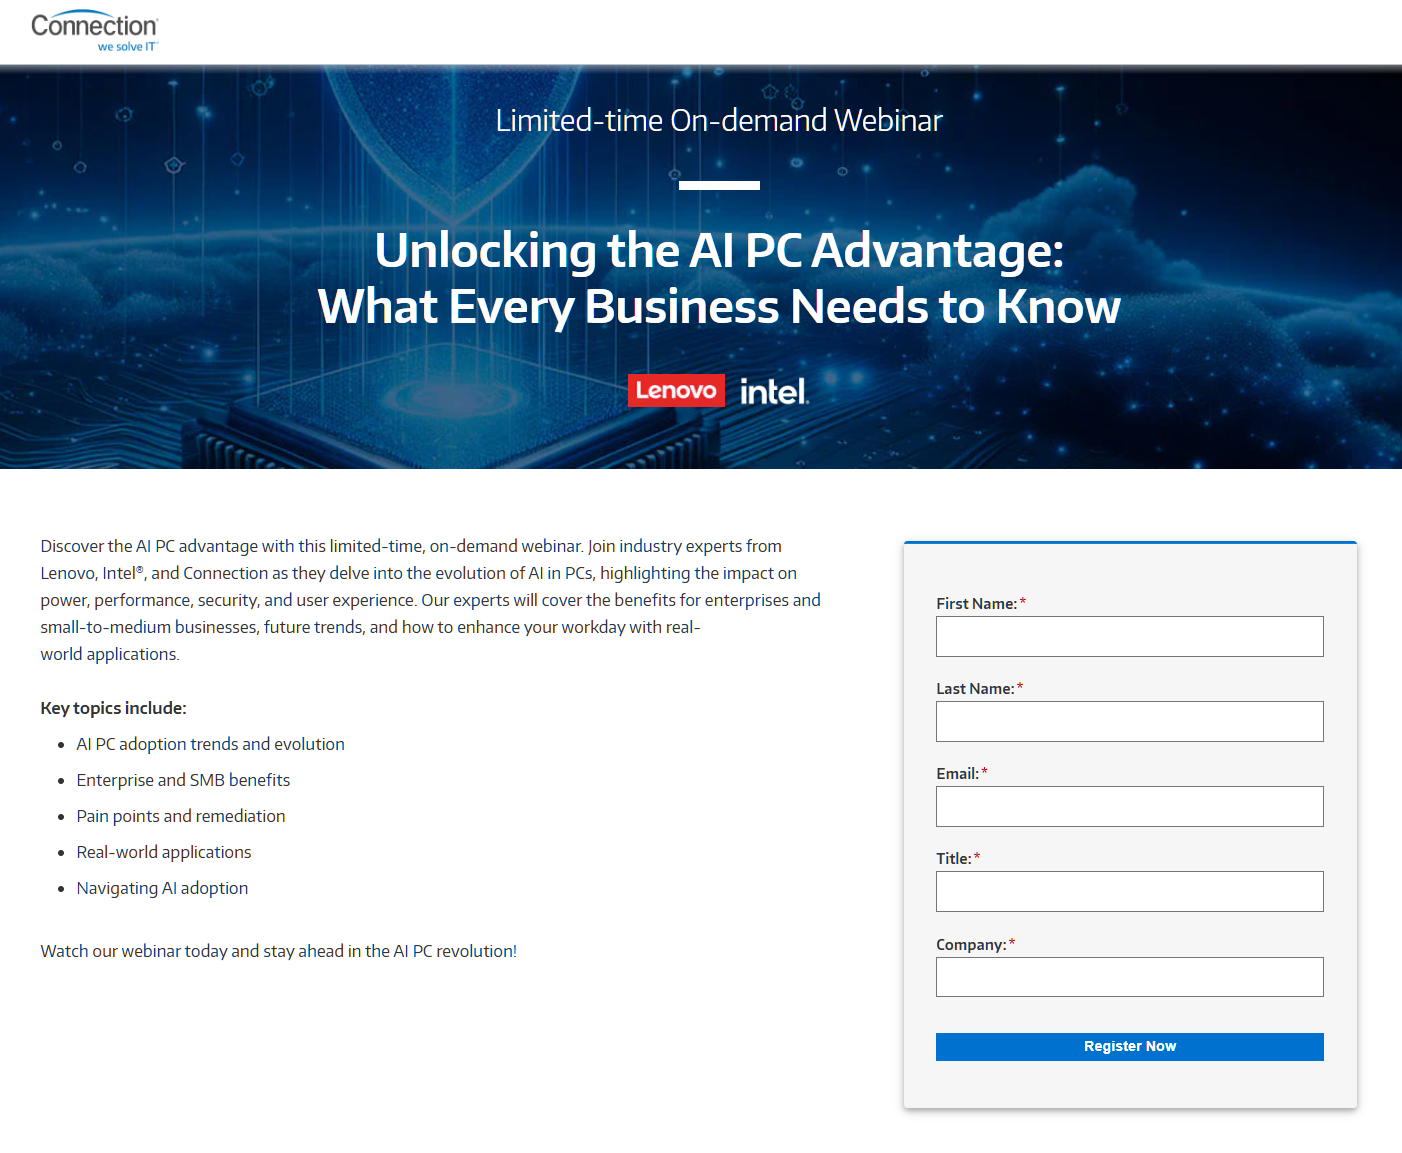 Connection
we solve IT™
Limited-time On-demand Webinar
Unlocking the AI PC Advantage:
What Every Business Needs to Know
Lenovo intel.
Discover the AI PC advantage with this limited-time, on-demand webinar. Join industry experts from
Lenovo, Intel®, and Connection as they delve into the evolution of AI in PCs, highlighting the impact on
power, performance, security, and user experience. Our experts will cover the benefits for enterprises and
small-to-medium businesses, future trends, and how to enhance your workday with real-
world applications.
Key topics include:
• AI PC adoption trends and evolution
• Enterprise and SMB benefits
• Pain points and remediation
• Real-world applications
• Navigating AI adoption
Watch our webinar today and stay ahead in the AI PC revolution!
First Name:*
Last Name:*
Email:*
Title:*
Company:*
Register Now